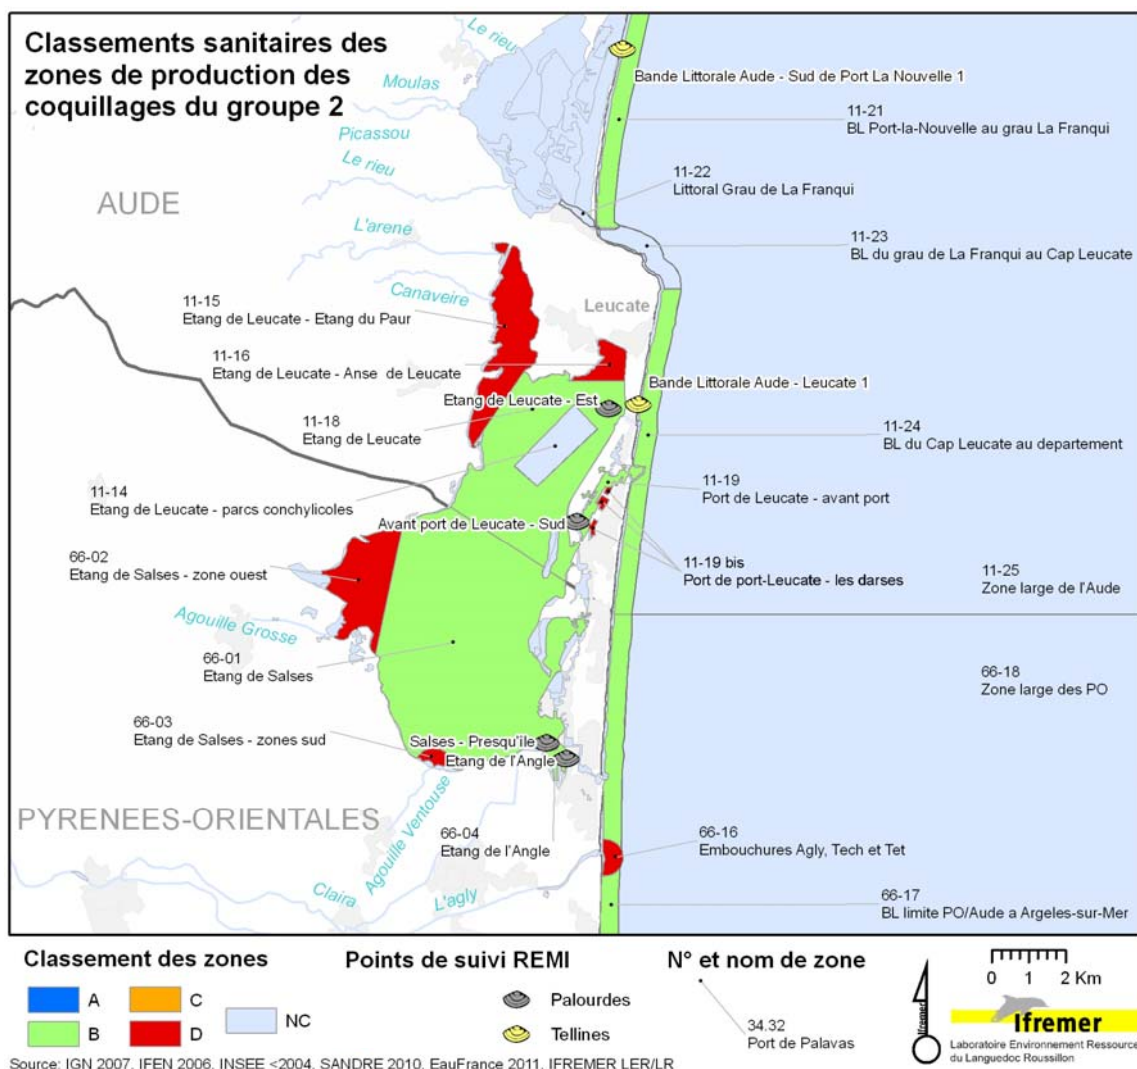 Classements sanitaires des
zones de production des
coquillages du groupe 2
Le rieu
Moulas
Picassou
Le rieu
AUDE
L'arene
Canaveire
Bande Littorale Aude - Sud de Port La Nouvelle 1
11-21
BL Port-la-Nouvelle au grau La Franqui
11-22
Littoral Grau de La Franqui
11-23
BL du grau de La Franqui au Cap Leucate
11-15
Etang de Leucate - Etang du Paur
Leucate
11-16
Etang de Leucate - Anse de Leucate
Bande Littorale Aude - Leucate 1
Etang de Leucate - Est
11-18
Etang de Leucate
11-24
BL du Cap Leucate au departement
11-14
Etang de Leucate - parcs conchylicoles
11-19
Port de Leucate - avant port
Avant port de Leucate - Sud
66-02
Etang de Salses - zone ouest
11-19 bis
Port de port-Leucate - les darses
11-25
Zone large de l'Aude
Agouille Grosse
66-01
Etang de Salses
66-18
Zone large des PO
66-03
Etang de Salses - zones sud
Salses - Presqu'ile
Etang de l'Angle
PYRENEES-ORIENTALES
Agouille Ventouse
66-04
Etang de l'Angle
66-16
Embouchures Agly, Tech et Tet
Claira
L'agly
66-17
BL limite PO/Aude a Argeles-sur-Mer
Classement des zones
A
C
B
D
NC
Points de suivi REMI
Palourdes
Tellines
N° et nom de zone
34.32
Port de Palavas
0 1 2 Km
Ifremer
Ifremer
Laboratoire Environnement Ressource
du Languedoc Roussillon
Source: IGN 2007, IFEN 2006, INSEE <2004, SANDRE 2010, EauFrance 2011, IFREMER LER/LR